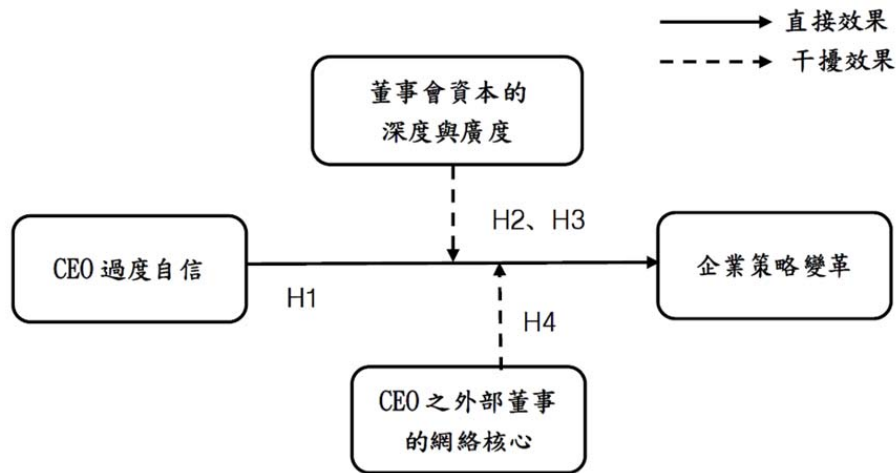 直接效果
干擾效果
董事會資本的
深度與廣度
H2、H3
CEO 過度自信
企業策略變革
H1
H4
CEO 之外部董事
的網絡核心